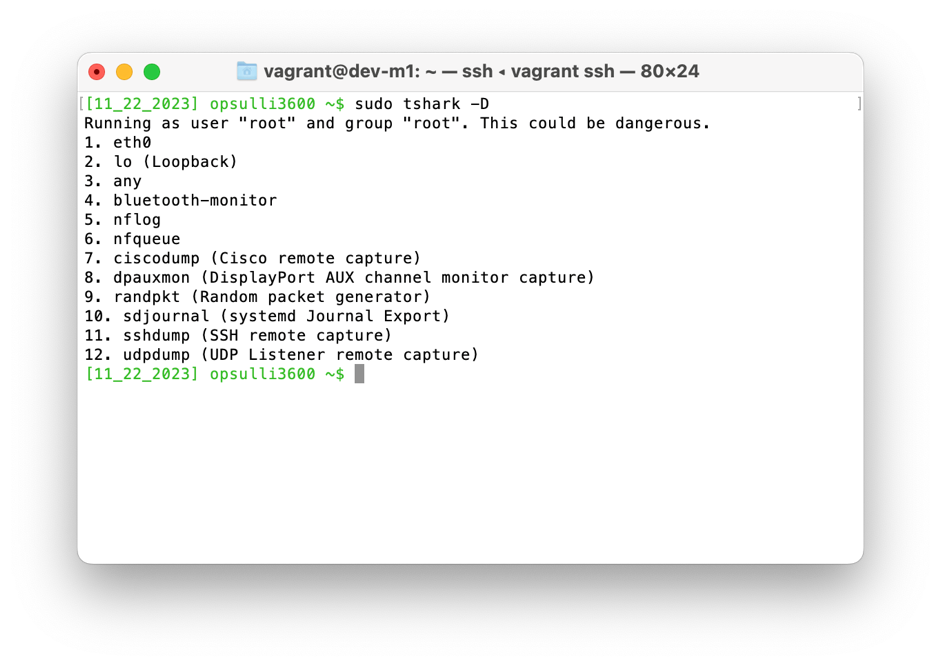 vagrant@dev-m1: ~ — ssh ◂ vagrant ssh — 80×24
[[11_22_2023] opsulli3600 ~$ sudo tshark -D ]
Running as user "root" and group "root". This could be dangerous.
1. eth0
2. lo (Loopback)
3. any
4. bluetooth-monitor
5. nflog
6. nfqueue
7. ciscodump (Cisco remote capture)
8. dpauxmon (DisplayPort AUX channel monitor capture)
9. randpkt (Random packet generator)
10. sdjournal (systemd Journal Export)
11. sshdump (SSH remote capture)
12. udpdump (UDP Listener remote capture)
[11_22_2023] opsulli3600 ~$